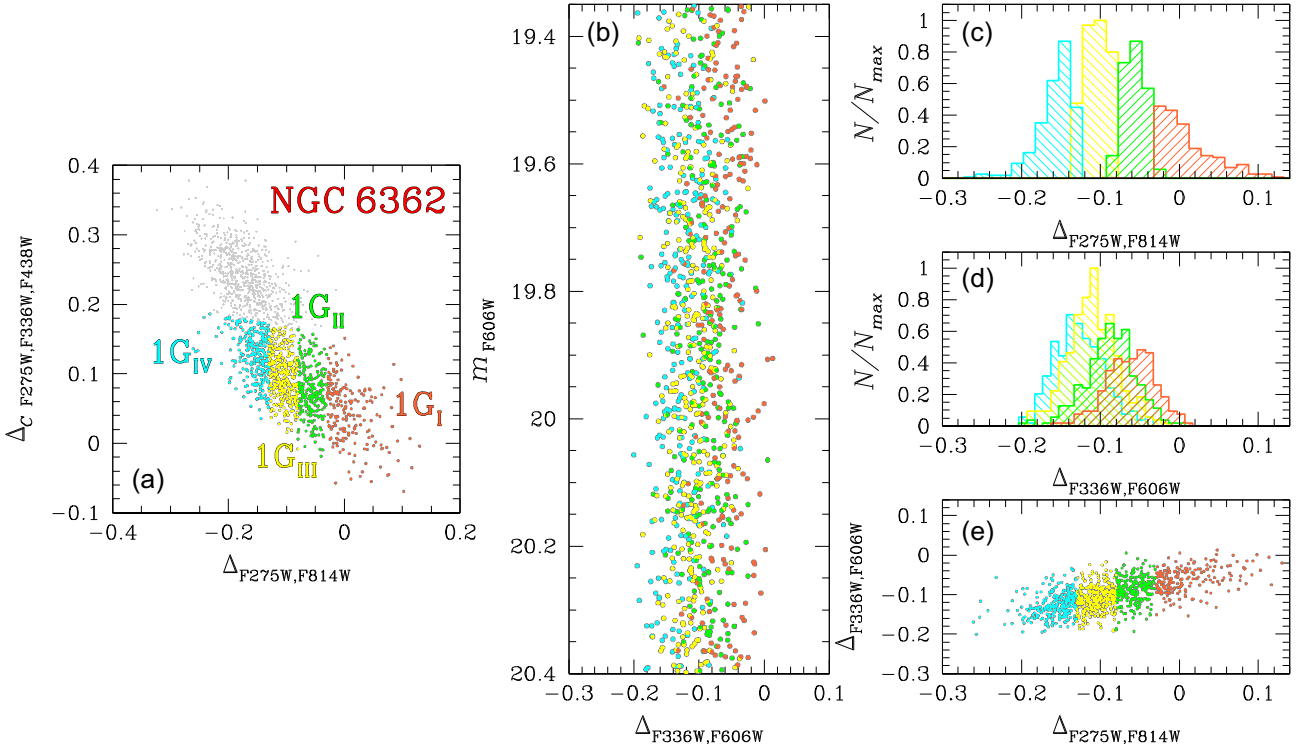 (a)
NGC 6362
1G_I
1G_II
1G_III
1G_IV
0.4
0.3
0.2
0.1
0
−0.1
−0.4
−0.2
0
0.2
Δ_C F275W,F336W,F438W
Δ_F275W,F814W
(b)
19.4
19.6
19.8
20
20.2
20.4
−0.3
−0.2
−0.1
0
0.1
m_F606W
Δ_F336W,F606W
(c)
1
0.8
0.6
0.4
0.2
0
−0.3
−0.2
−0.1
0
0.1
N/N_max
Δ_F275W,F814W
(d)
1
0.8
0.6
0.4
0.2
0
−0.3
−0.2
−0.1
0
0.1
N/N_max
Δ_F336W,F606W
(e)
0.1
0
−0.1
−0.2
−0.3
−0.3
−0.2
−0.1
0
0.1
Δ_F336W,F606W
Δ_F275W,F814W